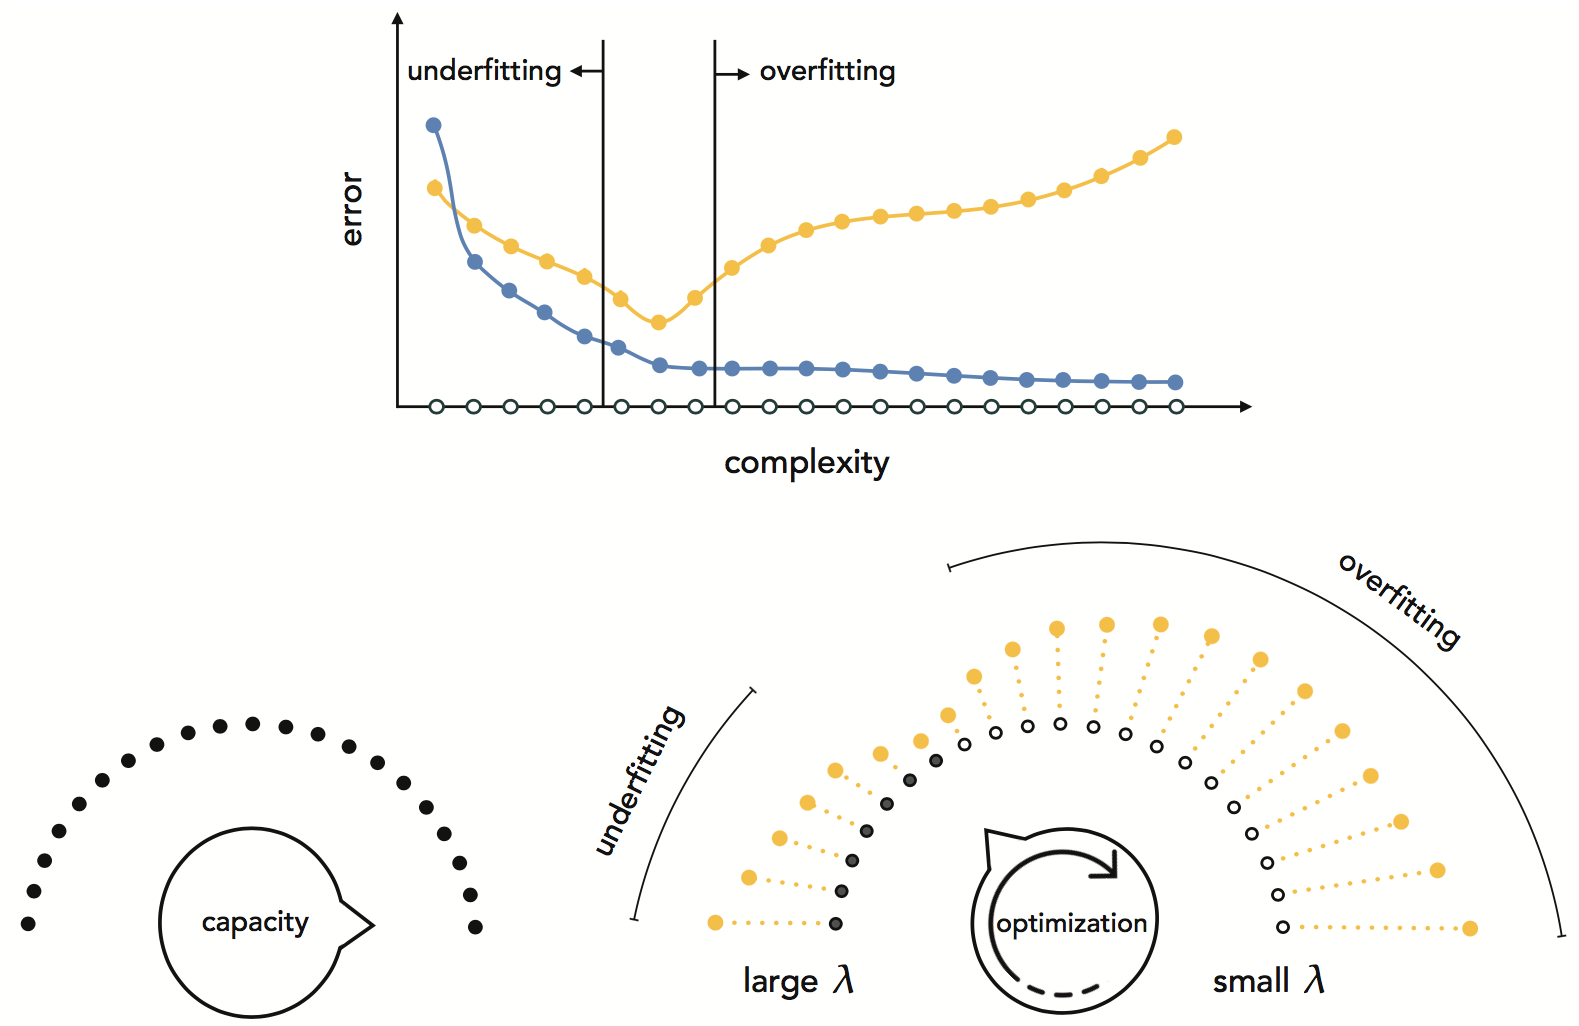 underfitting
overfitting
error
complexity
overfitting
underfitting
capacity
optimization
large λ
small λ